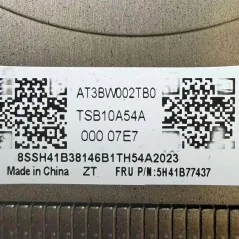 AT3BW002TB0
TSB10A54A
000 07E7
8SSH41B38146B1TH54A2023
Made in China ZT FRU P/N:5H41B77437